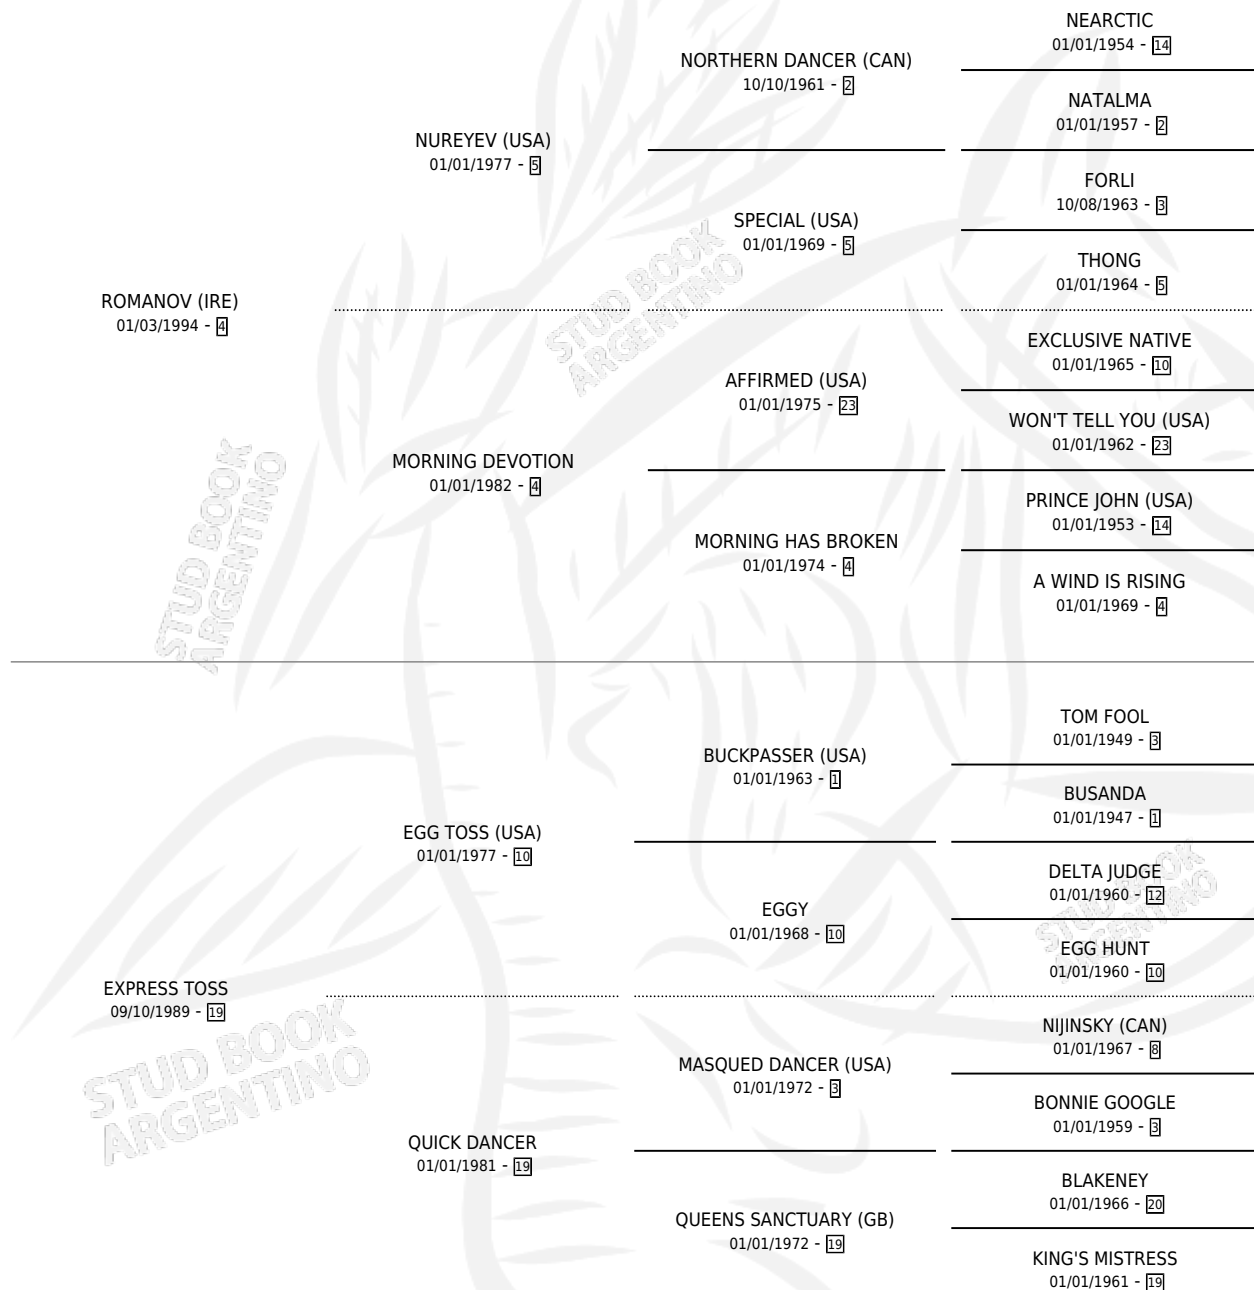 NEARCTIC
01/01/1954 - 14
NORTHERN DANCER (CAN)
10/10/1961 - 2
NATALMA
01/01/1957 - 2
NUREYEV (USA)
01/01/1977 - 5
FORLI
10/08/1963 - 3
SPECIAL (USA)
01/01/1969 - 5
THONG
01/01/1964 - 5
ROMANOV (IRE)
01/03/1994 - 4
EXCLUSIVE NATIVE
01/01/1965 - 10
AFFIRMED (USA)
01/01/1975 - 23
WON'T TELL YOU (USA)
01/01/1962 - 23
MORNING DEVOTION
01/01/1982 - 4
PRINCE JOHN (USA)
01/01/1953 - 14
MORNING HAS BROKEN
01/01/1974 - 4
A WIND IS RISING
01/01/1969 - 4
TOM FOOL
01/01/1949 - 3
BUCKPASSER (USA)
01/01/1963 - 1
BUSANDA
01/01/1947 - 1
EGG TOSS (USA)
01/01/1977 - 10
DELTA JUDGE
01/01/1960 - 12
EGGY
01/01/1968 - 10
EGG HUNT
01/01/1960 - 10
EXPRESS TOSS
09/10/1989 - 19
NIJINSKY (CAN)
01/01/1967 - 8
MASQUED DANCER (USA)
01/01/1972 - 3
BONNIE GOOGLE
01/01/1959 - 3
QUICK DANCER
01/01/1981 - 19
BLAKENEY
01/01/1966 - 20
QUEENS SANCTUARY (GB)
01/01/1972 - 19
KING'S MISTRESS
01/01/1961 - 19
STUD BOOK
ARGENTINO
STUD BOOK
ARGENTINO
STUD BOOK
ARGENTINO
STUD BOOK
ARGENTINO